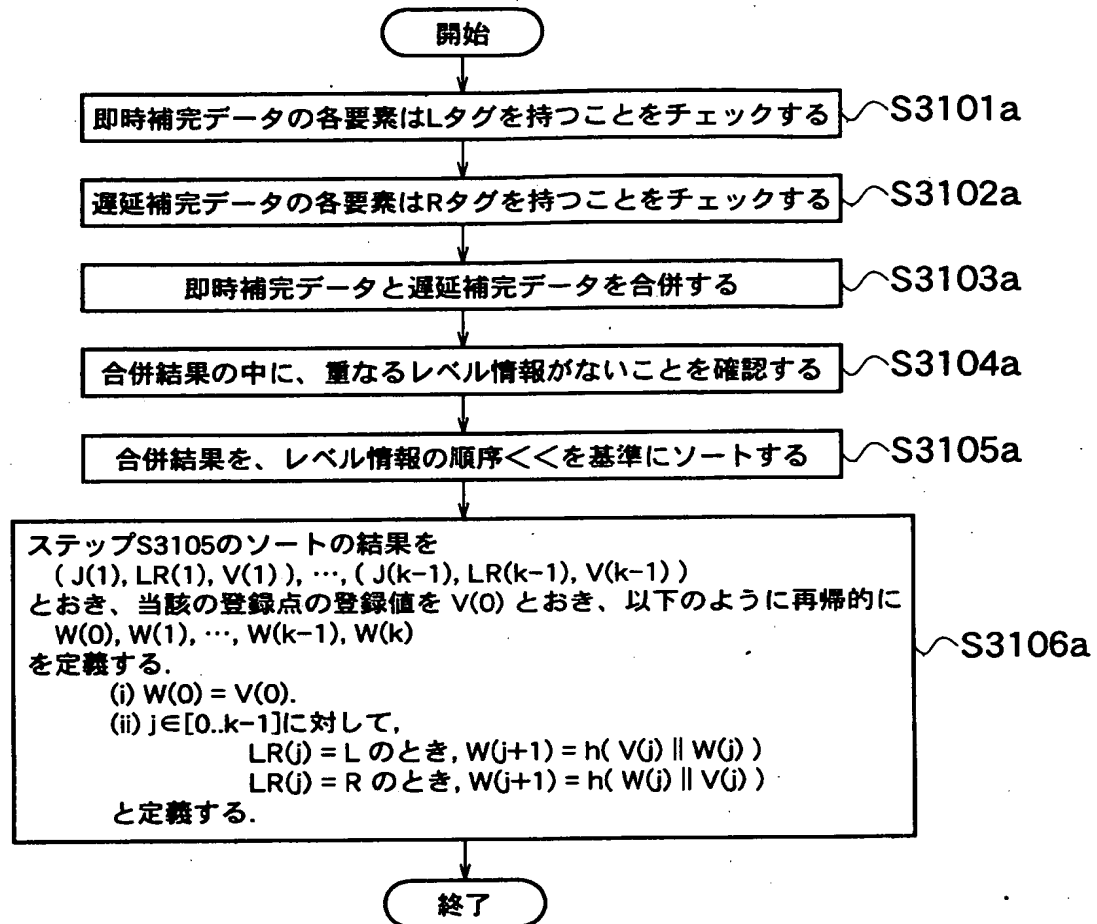 開始
即時補完データの各要素はLタグを持つことをチェックする
S3101a
遅延補完データの各要素はRタグを持つことをチェックする
S3102a
即時補完データと遅延補完データを合併する
S3103a
合併結果の中に、重なるレベル情報がないことを確認する
S3104a
合併結果を、レベル情報の順序<<を基準にソートする
S3105a
ステップS3105のソートの結果を
( J(1), LR(1), V(1) ), …, ( J(k-1), LR(k-1), V(k-1) )
とおき、当該の登録点の登録値を V(0) とおき、以下のように再帰的に
W(0), W(1), …, W(k-1), W(k)
を定義する.
(i) W(0) = V(0).
(ii) j∈[0..k-1]に対して,
LR(j) = L のとき, W(j+1) = h( V(j) || W(j) )
LR(j) = R のとき, W(j+1) = h( W(j) || V(j) )
と定義する.
S3106a
終了